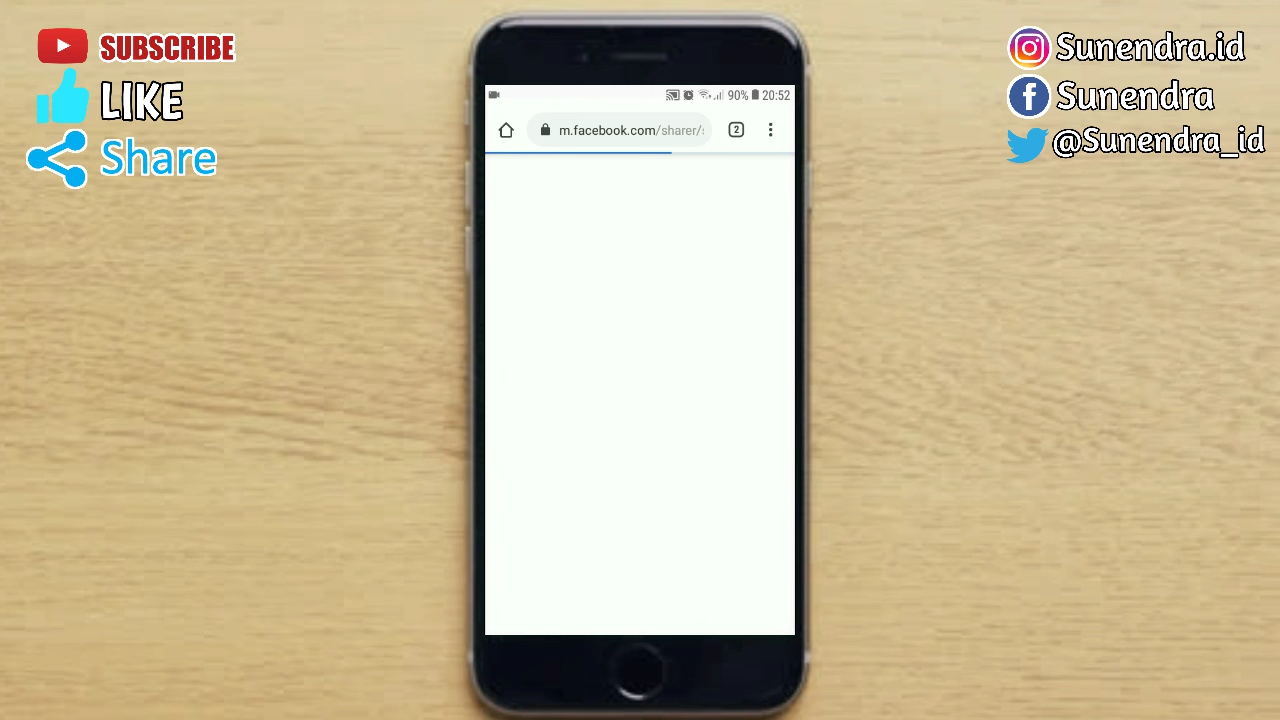 SUBSCRIBE
LIKE
Share
90% 20:52
m.facebook.com/sharer/
2
Sunendra.id
Sunendra
@Sunendra_id